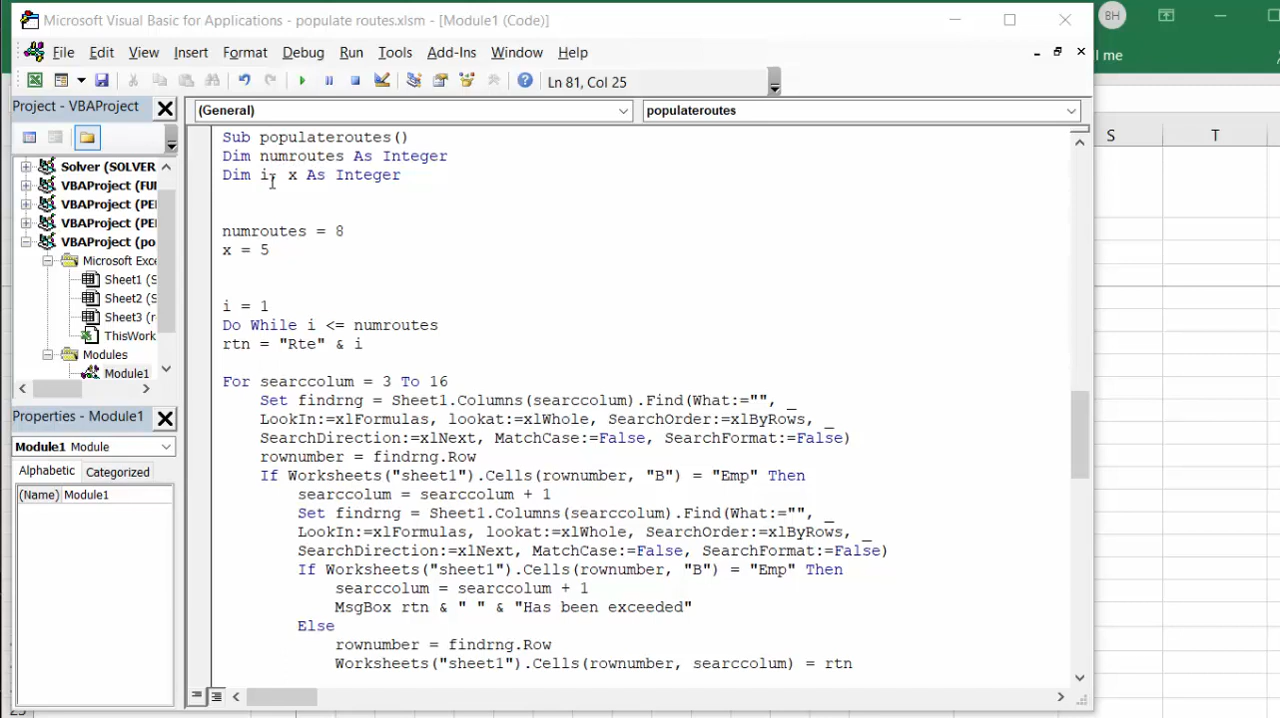 Microsoft Visual Basic for Applications - populate routes.xlsm - [Module1 (Code)]
BH
File Edit View Insert Format Debug Run Tools Add-Ins Window Help
ll me
Ln 81, Col 25
Project - VBAProject
(General)
populateroutes
S T
Solver (SOLVER
VBAProject (FUN
VBAProject (PE
VBAProject (PE
VBAProject (po
Microsoft Exce
Sheet1 (S
Sheet2 (S
Sheet3 (r
ThisWork
Modules
Module1
Properties - Module1
Module1 Module
Alphabetic Categorized
(Name) Module1
Sub populateroutes()
Dim numroutes As Integer
Dim i, x As Integer
numroutes = 8
x = 5
i = 1
Do While i <= numroutes
rtn = "Rte" & i
For searccolum = 3 To 16
Set findrng = Sheet1.Columns(searccolum).Find(What:="", _
LookIn:=xlFormulas, lookat:=xlWhole, SearchOrder:=xlByRows, _
SearchDirection:=xlNext, MatchCase:=False, SearchFormat:=False)
rownumber = findrng.Row
If Worksheets("sheet1").Cells(rownumber, "B") = "Emp" Then
searccolum = searccolum + 1
Set findrng = Sheet1.Columns(searccolum).Find(What:="", _
LookIn:=xlFormulas, lookat:=xlWhole, SearchOrder:=xlByRows, _
SearchDirection:=xlNext, MatchCase:=False, SearchFormat:=False)
If Worksheets("sheet1").Cells(rownumber, "B") = "Emp" Then
searccolum = searccolum + 1
MsgBox rtn & " " & "Has been exceeded"
Else
rownumber = findrng.Row
Worksheets("sheet1").Cells(rownumber, searccolum) = rtn